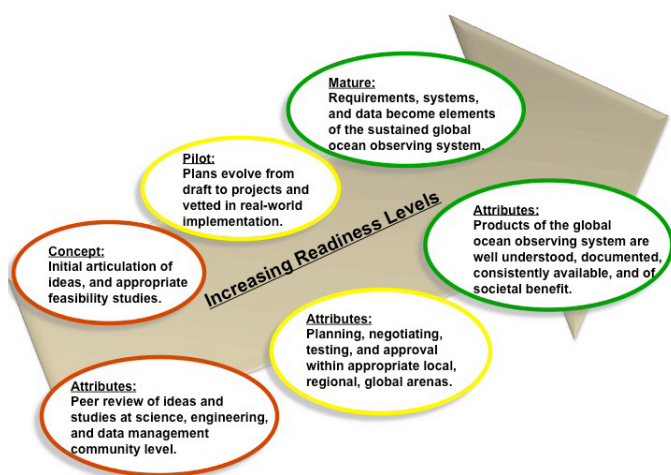 Mature:
Requirements, systems,
and data become elements
of the sustained global
ocean observing system.
Pilot:
Plans evolve from
draft to projects and
vetted in real-world
implementation.
Concept:
Initial articulation of
ideas, and appropriate
feasibility studies.
Increasing Readiness Levels
Attributes:
Products of the global
ocean observing system are
well understood, documented,
consistently available, and of
societal benefit.
Attributes:
Planning, negotiating,
testing, and approval
within appropriate local,
regional, global arenas.
Attributes:
Peer review of ideas and
studies at science, engineering,
and data management
community level.